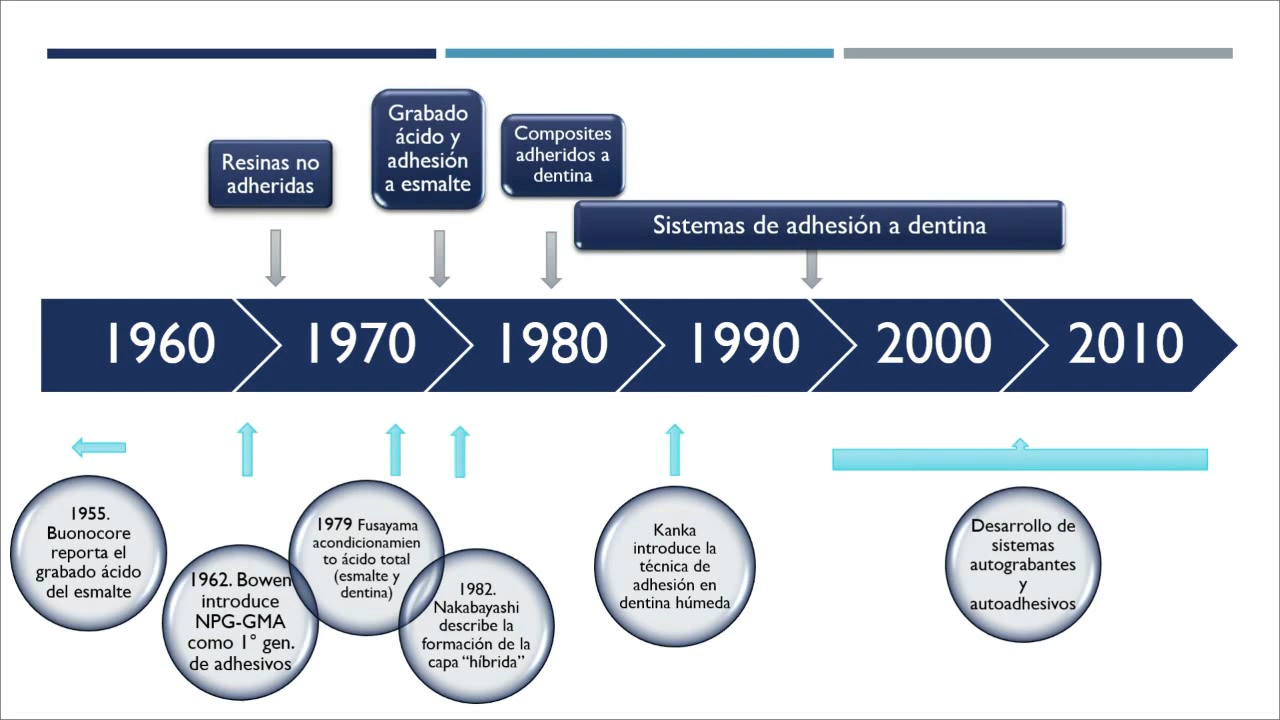 Resinas no
adheridas
Grabado
ácido y
adhesión
a esmalte
Composites
adheridos a
dentina
Sistemas de adhesión a dentina
1960
1970
1980
1990
2000
2010
1955.
Buonocore
reporta el
grabado ácido
del esmalte
1962. Bowen
introduce
NPG-GMA
como 1° gen.
de adhesivos
1979 Fusayama
acondicionamien
to ácido total
(esmalte y
dentina)
1982.
Nakabayashi
describe la
formación de la
capa “híbrida”
Kanka
introduce la
técnica de
adhesión en
dentina húmeda
Desarrollo de
sistemas
autograbantes
y
autoadhesivos